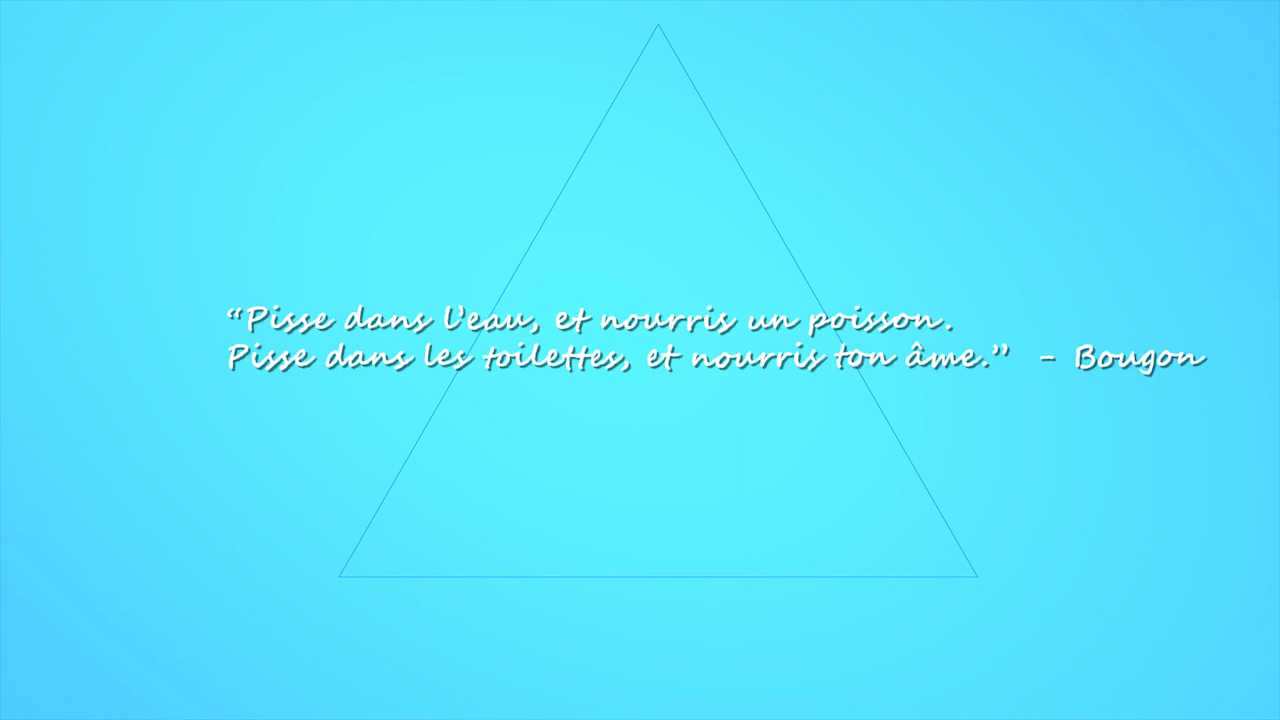 “Pisse dans l'eau, et nourris un poisson.
Pisse dans les toilettes, et nourris ton âme.” - Bougon